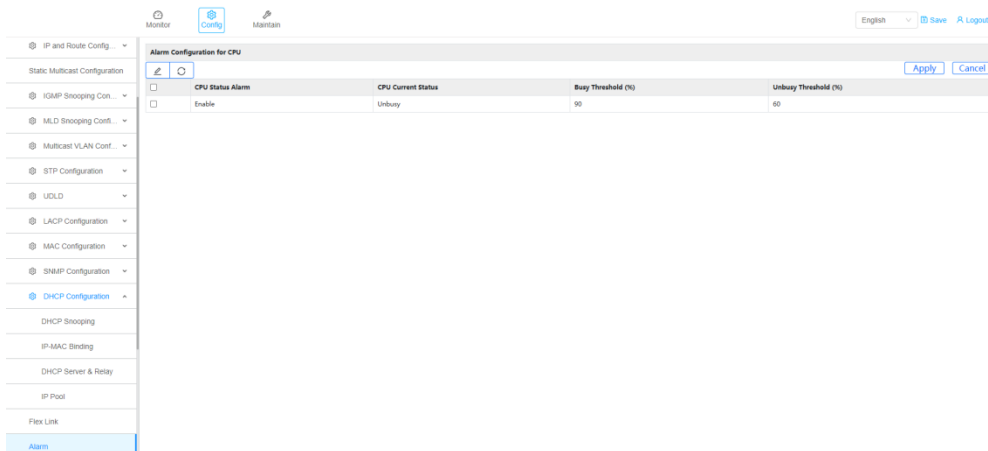 Monitor
Config
Maintain
English
Save
Logout
IP and Route Config...
Static Multicast Configuration
IGMP Snooping Con...
MLD Snooping Confi...
Multicast VLAN Conf...
STP Configuration
UDLD
LACP Configuration
MAC Configuration
SNMP Configuration
DHCP Configuration
DHCP Snooping
IP-MAC Binding
DHCP Server & Relay
IP Pool
Flex Link
Alarm
Alarm Configuration for CPU
Apply Cancel
CPU Status Alarm CPU Current Status Busy Threshold (%) Unbusy Threshold (%)
Enable Unbusy 90 60